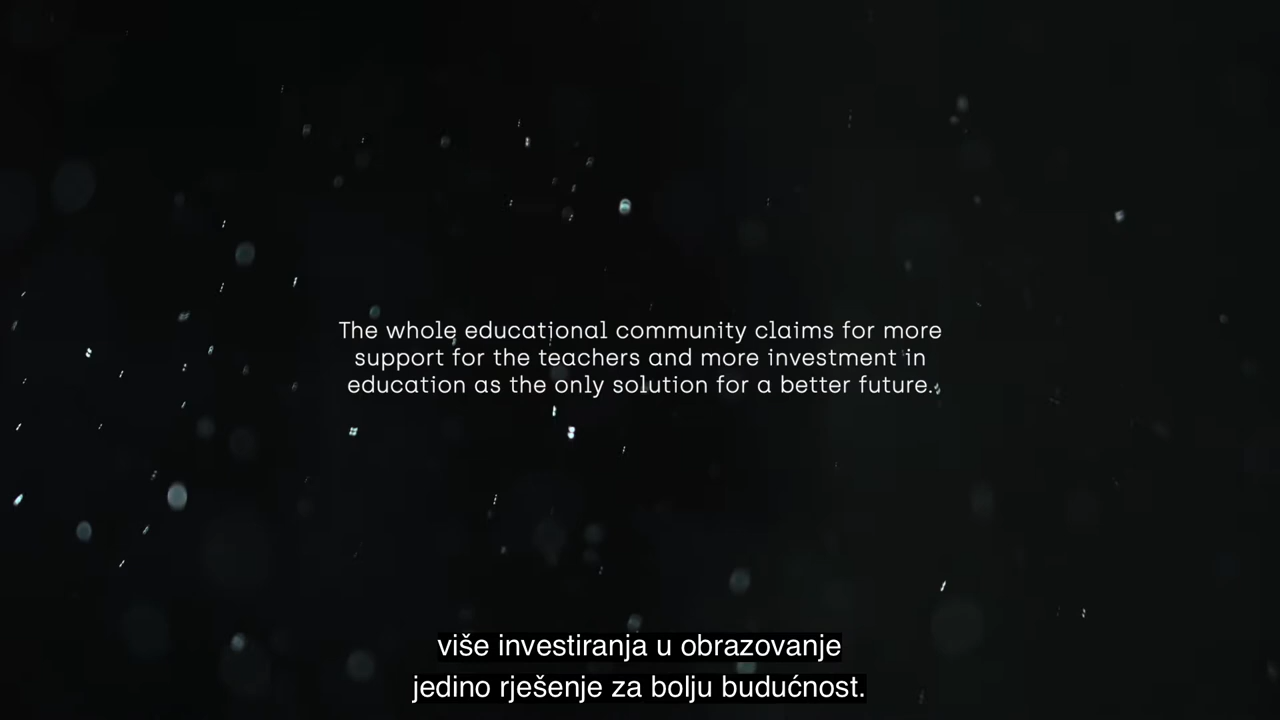 The whole educational community claims for more
support for the teachers and more investment in
education as the only solution for a better future.
više investiranja u obrazovanje
jedino rješenje za bolju budućnost.